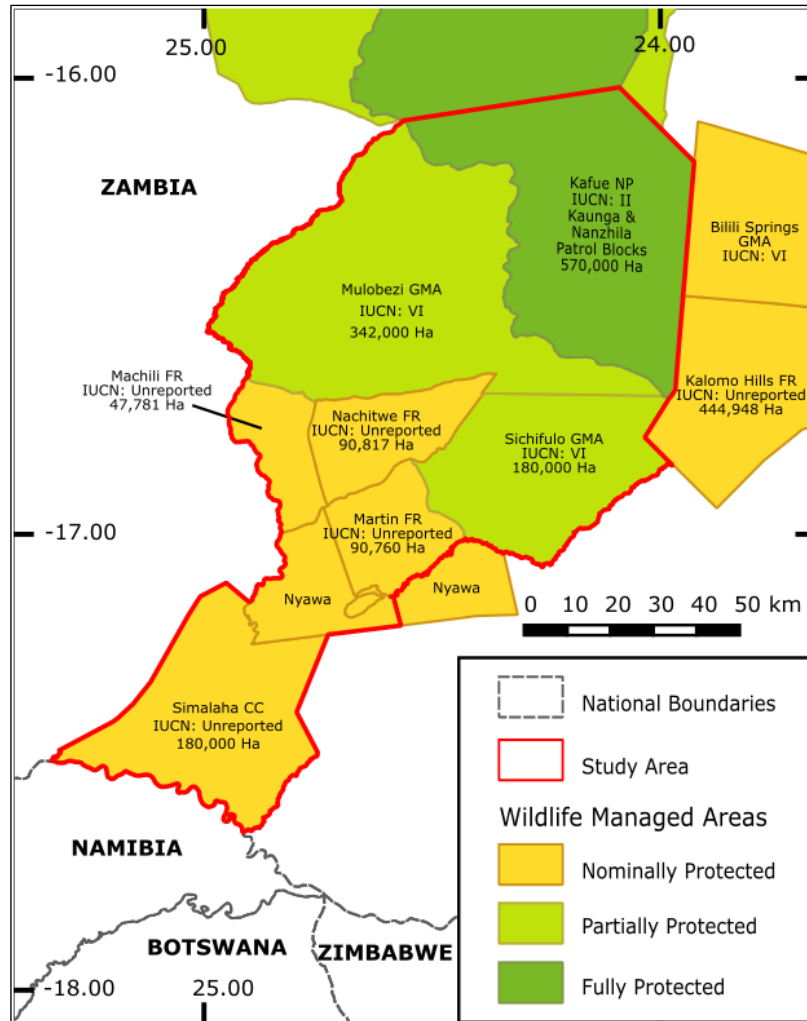 25.00
24.00
-16.00
ZAMBIA
Kafue NP
IUCN: II
Kaunga &
Nanzhila
Patrol Blocks
570,000 Ha
Bilili Springs
GMA
IUCN: VI
Mulobezi GMA
IUCN: VI
342,000 Ha
Machili FR
IUCN: Unreported
47,781 Ha
Kalomo Hills FR
IUCN: Unreported
444,948 Ha
Nachitwe FR
IUCN: Unreported
90,817 Ha
Sichifulo GMA
IUCN: VI
180,000 Ha
-17.00
Martin FR
IUCN: Unreported
90,760 Ha
Nyawa
Nyawa
0 10 20 30 40 50 km
Simalaha CC
IUCN: Unreported
180,000 Ha
National Boundaries
Study Area
Wildlife Managed Areas
Nominally Protected
Partially Protected
Fully Protected
NAMIBIA
BOTSWANA
ZIMBABWE
-18.00
25.00